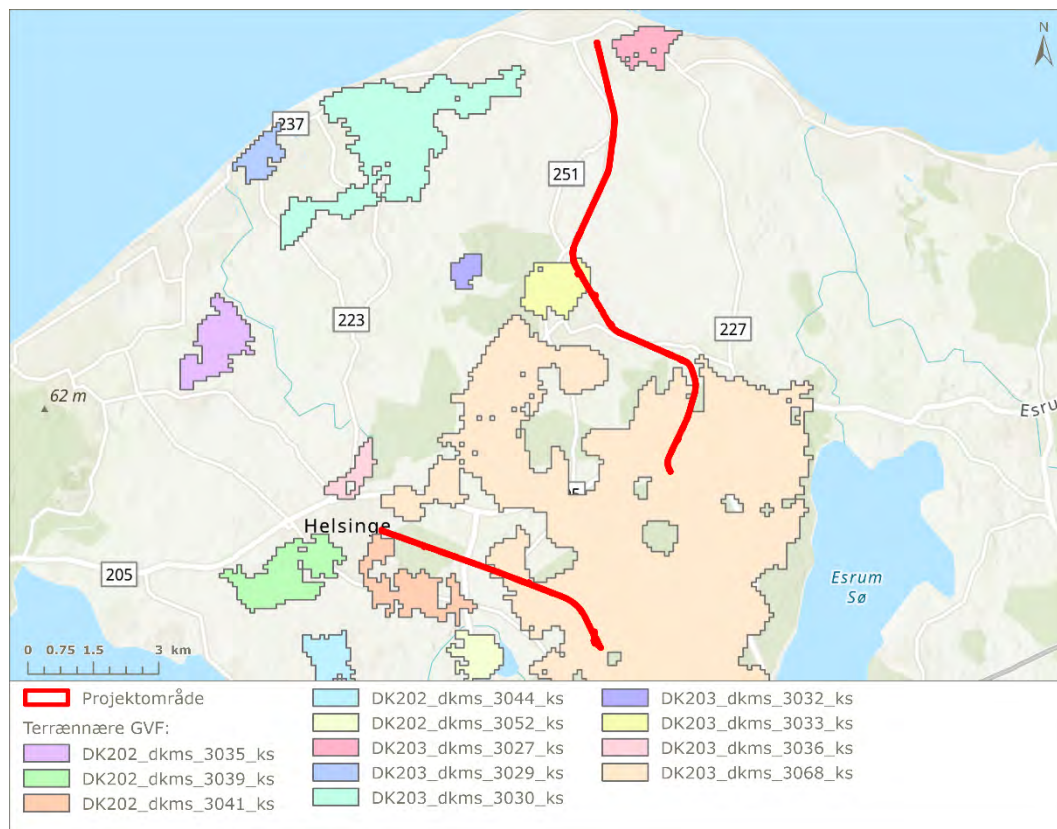 N
237
251
223
227
62 m
Esru
Helsinge
205
Esrum
Sø
0 0.75 1.5 3 km
Projektområde
Terrænnære GVF:
DK202_dkms_3035_ks
DK202_dkms_3039_ks
DK202_dkms_3041_ks
DK202_dkms_3044_ks
DK202_dkms_3052_ks
DK203_dkms_3027_ks
DK203_dkms_3029_ks
DK203_dkms_3030_ks
DK203_dkms_3032_ks
DK203_dkms_3033_ks
DK203_dkms_3036_ks
DK203_dkms_3068_ks